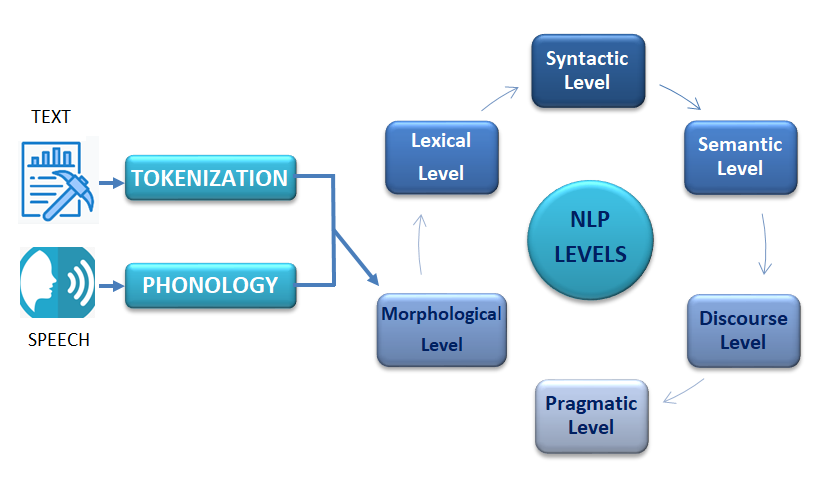 TEXT
TOKENIZATION
PHONOLOGY
SPEECH
Morphological
Level
Lexical
Level
Syntactic
Level
Semantic
Level
Discourse
Level
Pragmatic
Level
NLP
LEVELS